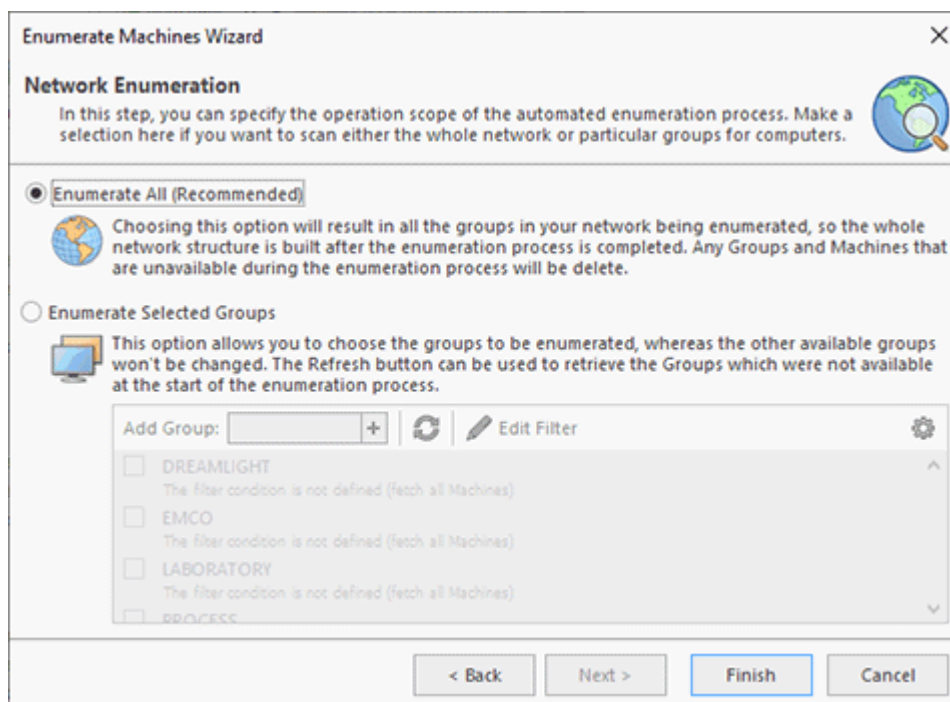 Enumerate Machines Wizard
Network Enumeration
In this step, you can specify the operation scope of the automated enumeration process. Make a
selection here if you want to scan either the whole network or particular groups for computers.
Enumerate All (Recommended)
Choosing this option will result in all the groups in your network being enumerated, so the whole
network structure is built after the enumeration process is completed. Any Groups and Machines that
are unavailable during the enumeration process will be delete.
Enumerate Selected Groups
This option allows you to choose the groups to be enumerated, whereas the other available groups
won't be changed. The Refresh button can be used to retrieve the Groups which were not available
at the start of the enumeration process.
Add Group: Edit Filter
DREAMLIGHT
The filter condition is not defined (fetch all Machines)
EMCO
The filter condition is not defined (fetch all Machines)
LABORATORY
The filter condition is not defined (fetch all Machines)
PROCESS
< Back Next > Finish Cancel